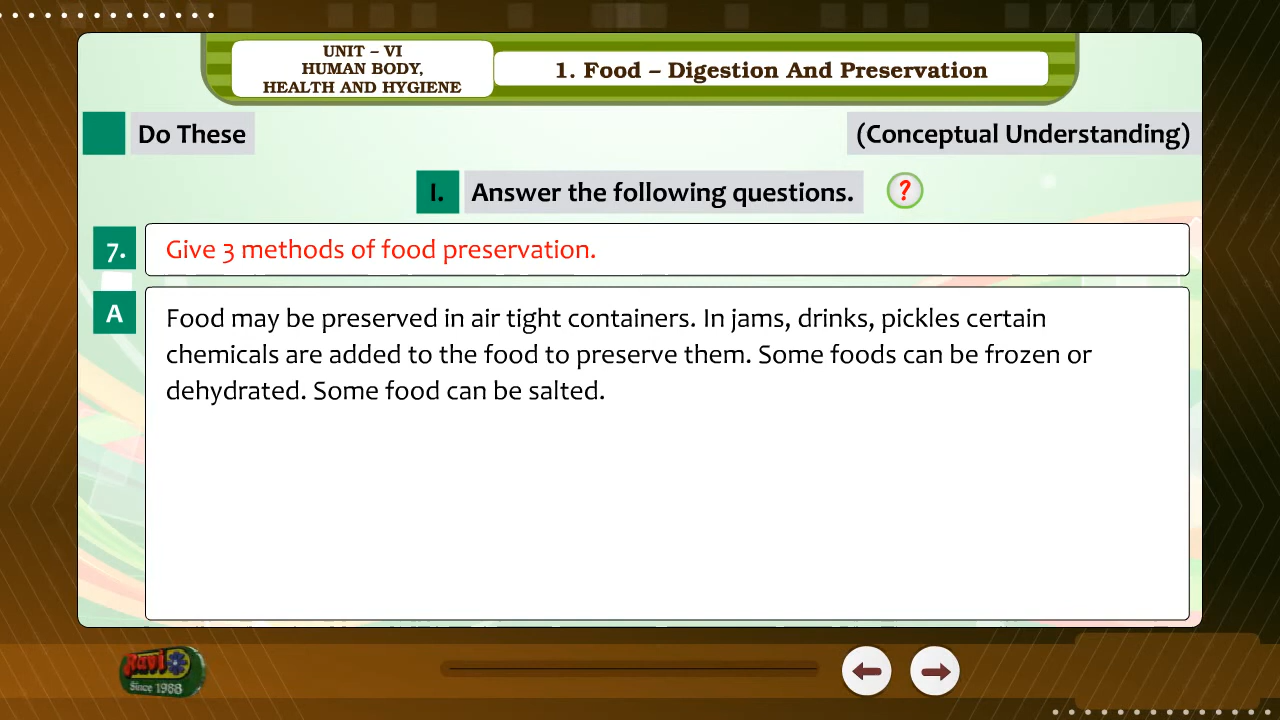 UNIT – VI
HUMAN BODY,
HEALTH AND HYGIENE
1. Food – Digestion And Preservation
Do These
(Conceptual Understanding)
I. Answer the following questions. ?
7. Give 3 methods of food preservation.
A Food may be preserved in air tight containers. In jams, drinks, pickles certain
chemicals are added to the food to preserve them. Some foods can be frozen or
dehydrated. Some food can be salted.
Ravi
Since 1988